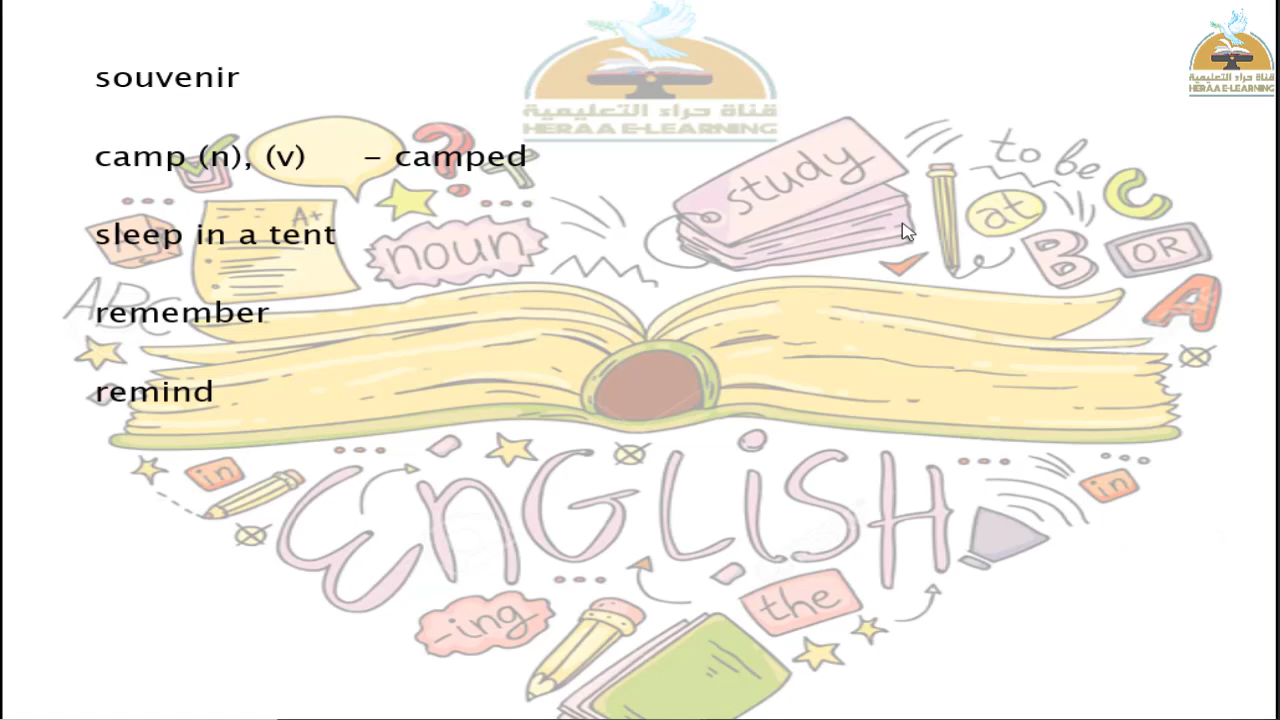 قناة حراء التعليمية
HERAA E-LEARNING
قناة حراء التعليمية
HERAA E-LEARNING
souvenir
camp (n), (v) – camped
sleep in a tent
remember
remind
A+
noun
study
to be
at
C
B
OR
A
ABC
in
ENGLISH
in
-ing
the